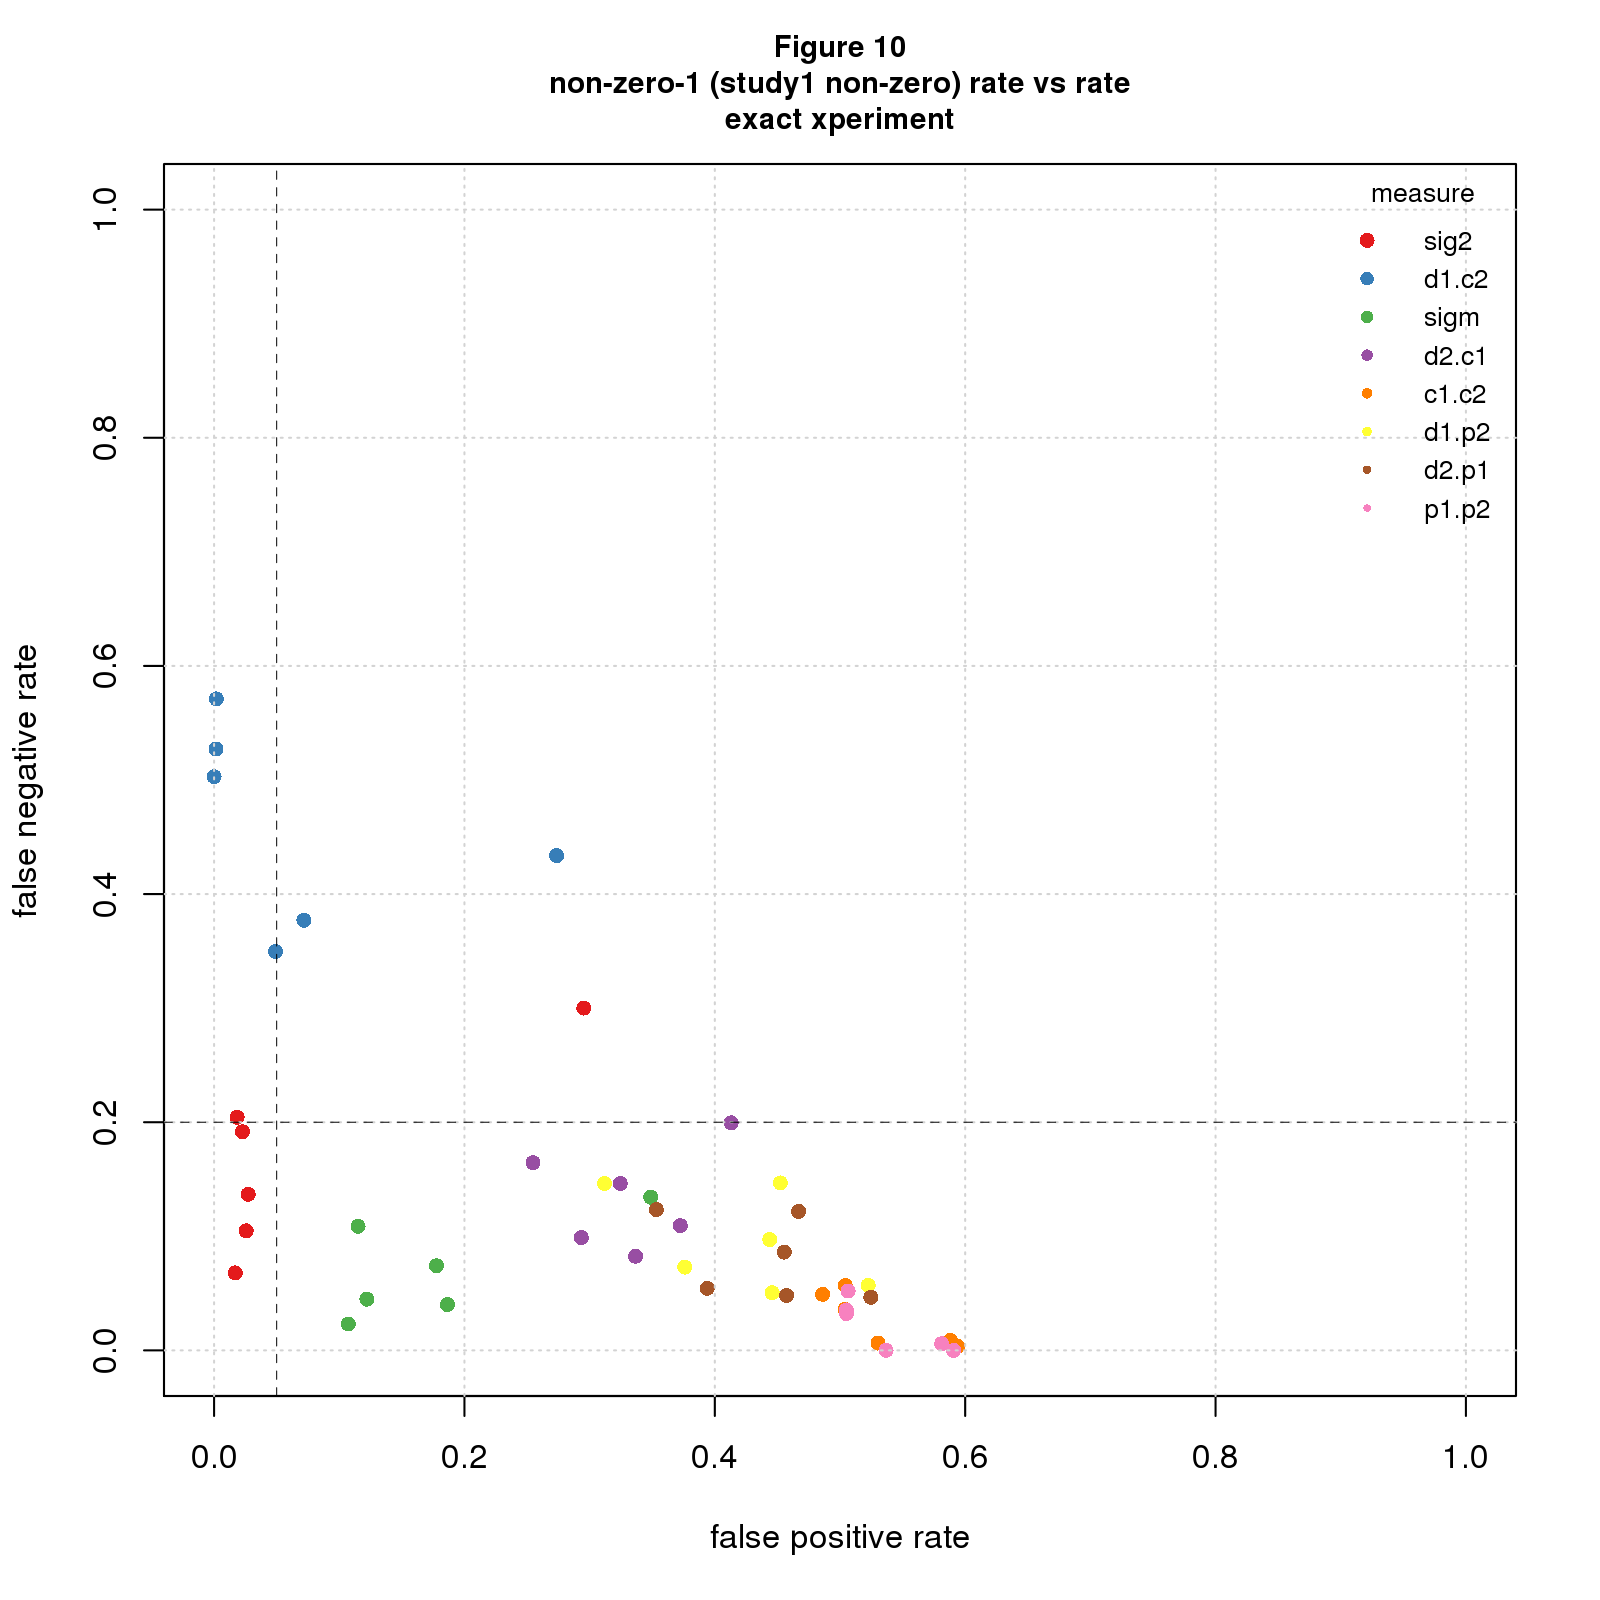 Figure 10
non-zero-1 (study1 non-zero) rate vs rate
exact xperiment
measure
sig2
d1.c2
sigm
d2.c1
c1.c2
d1.p2
d2.p1
p1.p2
1.0
0.8
0.6
0.4
0.2
0.0
false negative rate
0.0 0.2 0.4 0.6 0.8 1.0
false positive rate